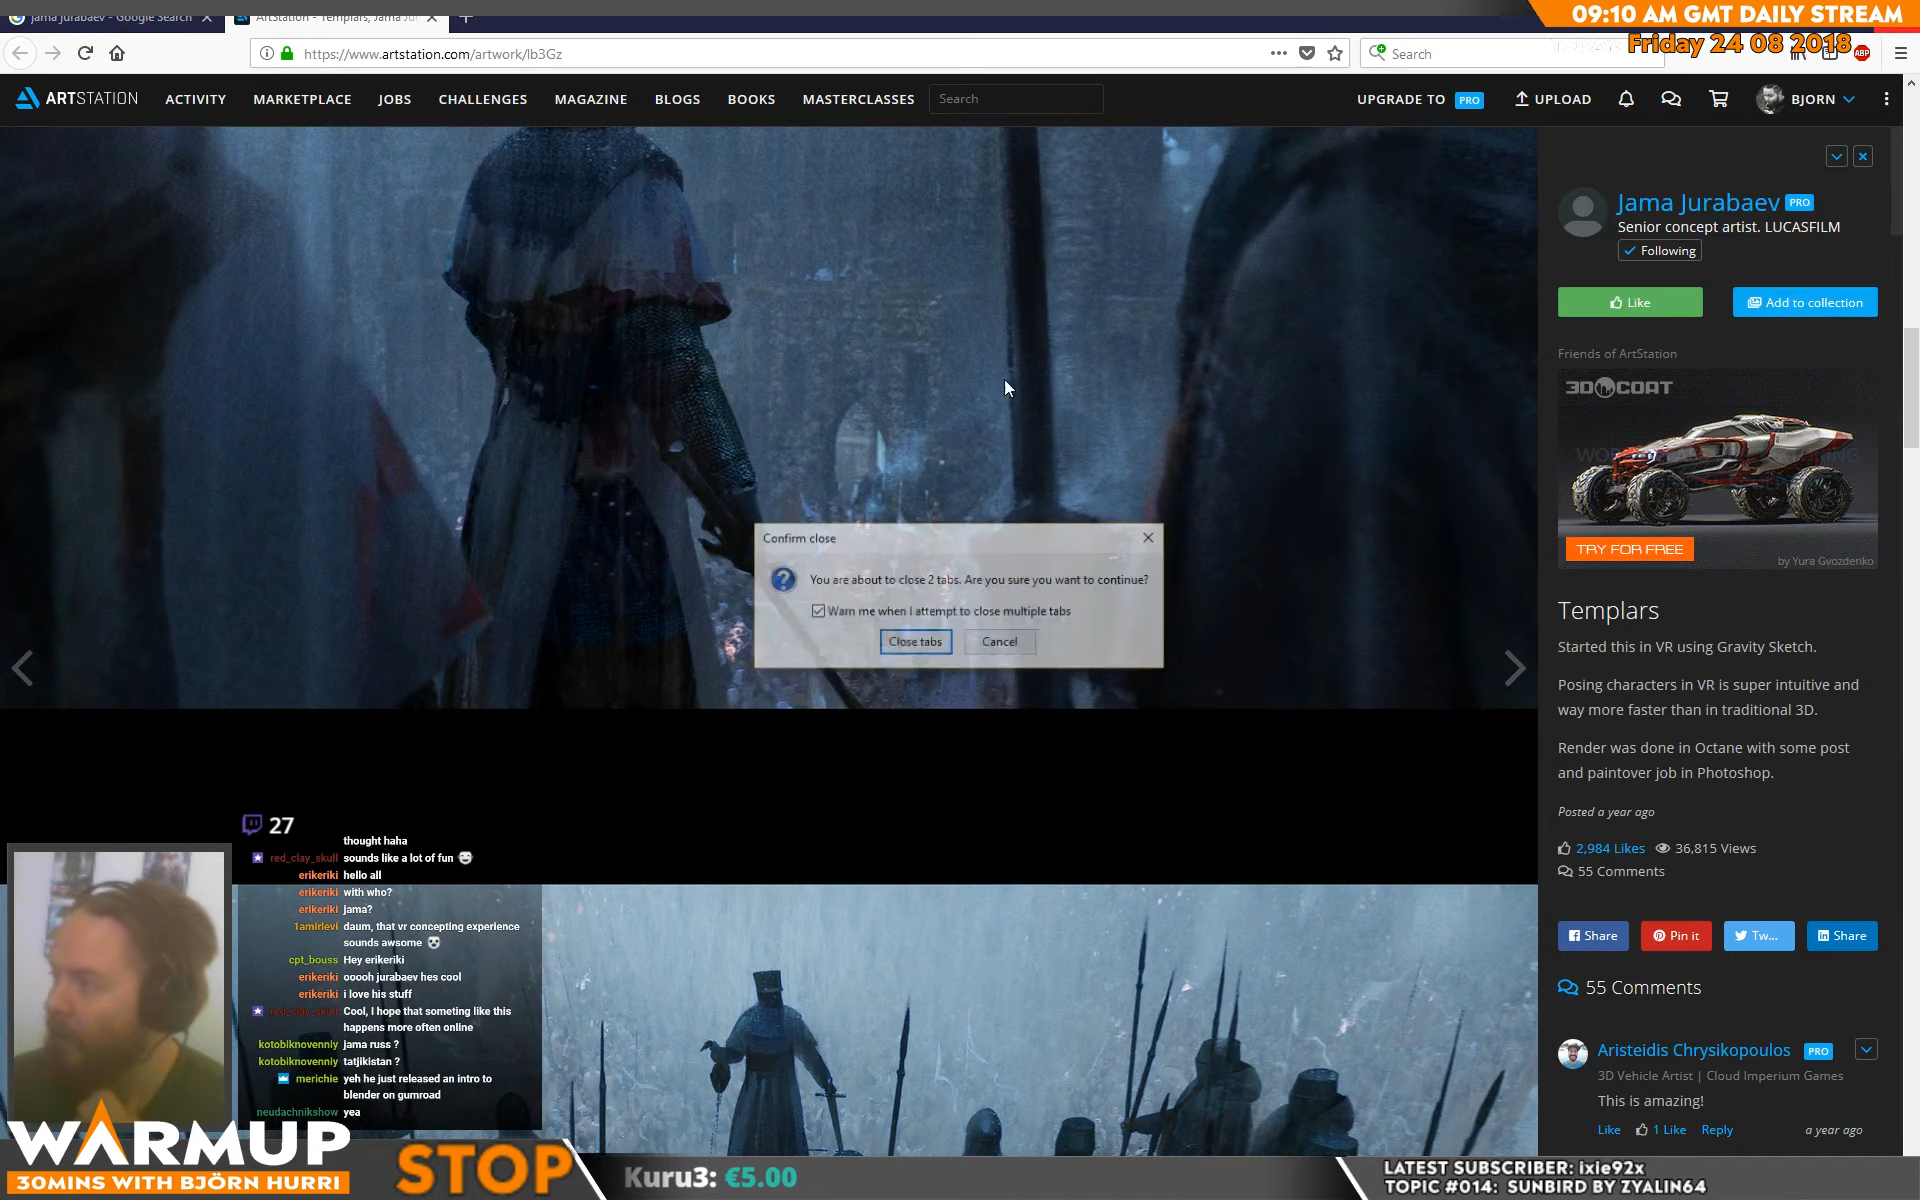 jama jurabaev - Google Search
ArtStation - Templars, Jama Ju
09:10 AM GMT DAILY STREAM
Friday 24 08 2018
https://www.artstation.com/artwork/lb3Gz
Search
ABP
ARTSTATION
ACTIVITY
MARKETPLACE
JOBS
CHALLENGES
MAGAZINE
BLOGS
BOOKS
MASTERCLASSES
Search
UPGRADE TO PRO
UPLOAD
BJORN
Jama Jurabaev PRO
Senior concept artist. LUCASFILM
Following
Like
Add to collection
Friends of ArtStation
3DCOAT
TRY FOR FREE
by Yura Gvozdenko
Confirm close
You are about to close 2 tabs. Are you sure you want to continue?
Warn me when I attempt to close multiple tabs
Close tabs
Cancel
Templars
Started this in VR using Gravity Sketch.
Posing characters in VR is super intuitive and
way more faster than in traditional 3D.
Render was done in Octane with some post
and paintover job in Photoshop.
Posted a year ago
2,984 Likes 36,815 Views
55 Comments
Share
Pin it
Tw...
Share
55 Comments
Aristeidis Chrysikopoulos PRO
3D Vehicle Artist | Cloud Imperium Games
This is amazing!
Like 1 Like Reply a year ago
27
thought haha
red_clay_skull sounds like a lot of fun
erikeriki hello all
erikeriki with who?
erikeriki jama?
1amirlevi daum, that vr concepting experience
sounds awsome
cpt_bouss Hey erikeriki
erikeriki ooooh jurabaev hes cool
erikeriki i love his stuff
red_clay_skull Cool, I hope that someting like this
happens more often online
kotobiknovenniy jama russ ?
kotobiknovenniy tatjikistan ?
merichie yeh he just released an intro to
blender on gumroad
neudachnikshow yea
WARMUP
30MINS WITH BJÖRN HURRI
STOP
Kuru3: €5.00
LATEST SUBSCRIBER: ixie92x
TOPIC #014: SUNBIRD BY ZYALIN64